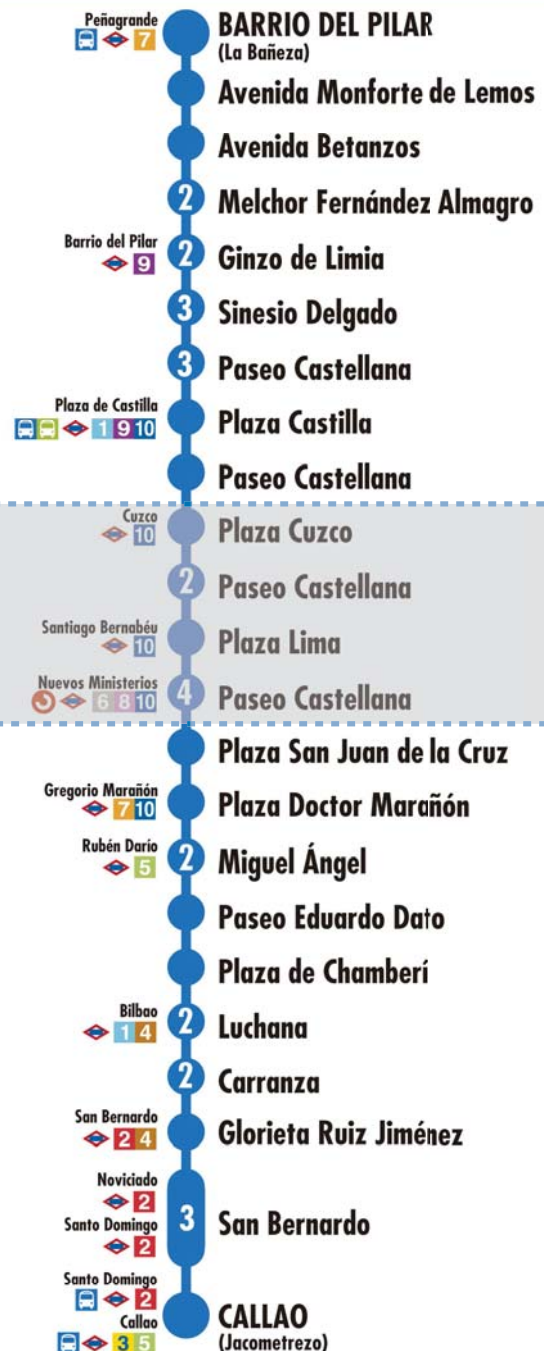 Peñagrande
7
BARRIO DEL PILAR
(La Bañeza)
Avenida Monforte de Lemos
Avenida Betanzos
2 Melchor Fernández Almagro
Barrio del Pilar
9
2 Ginzo de Limia
3 Sinesio Delgado
3 Paseo Castellana
Plaza de Castilla
1 9 10
Plaza Castilla
Paseo Castellana
Cuzco
10
Plaza Cuzco
2 Paseo Castellana
Santiago Bernabéu
10
Plaza Lima
Nuevos Ministerios
6 8 10
4 Paseo Castellana
Plaza San Juan de la Cruz
Gregorio Marañón
7 10
Plaza Doctor Marañón
Rubén Darío
5
2 Miguel Ángel
Paseo Eduardo Dato
Plaza de Chamberí
Bilbao
1 4
2 Luchana
2 Carranza
San Bernardo
2 4
Glorieta Ruiz Jiménez
Noviciado
2
Santo Domingo
2
3 San Bernardo
Santo Domingo
2
Callao
3 5
CALLAO
(Jacometrezo)